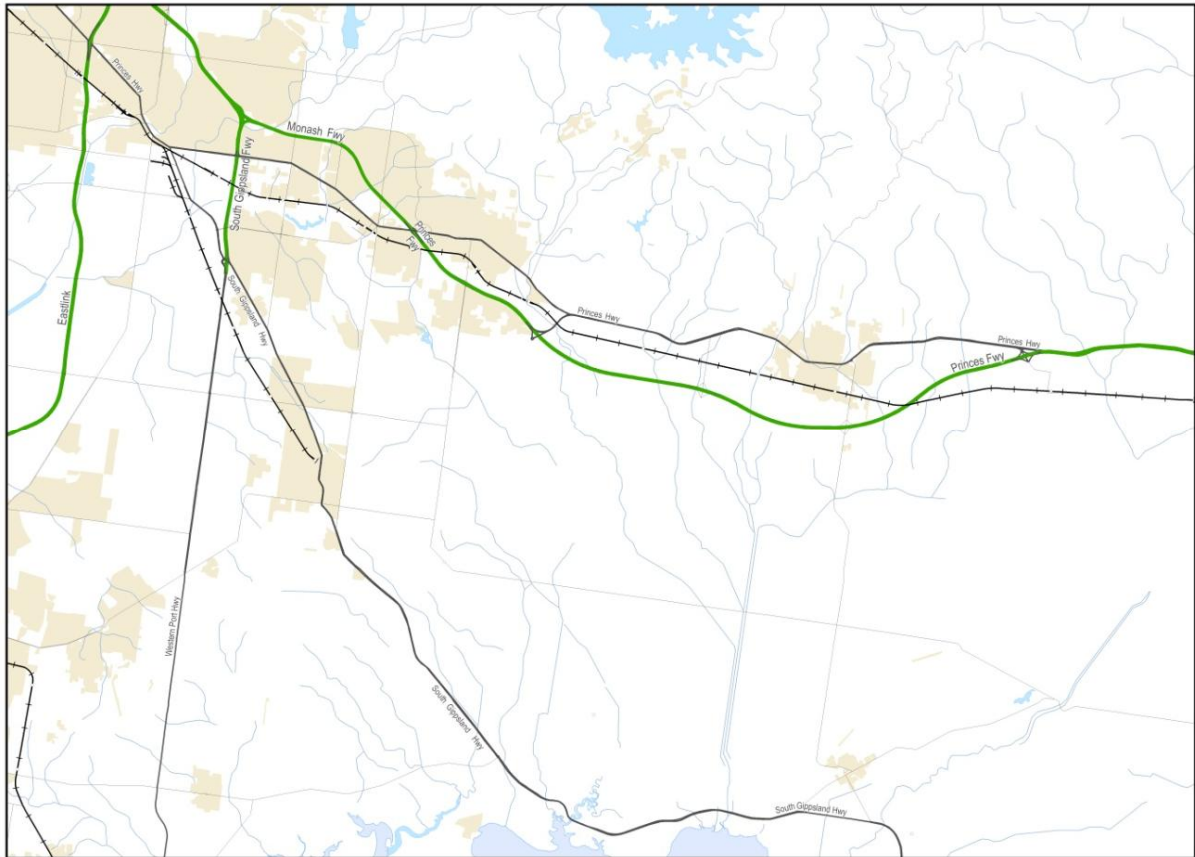 Princes Hwy
Monash Fwy
South Gippsland Fwy
Princes
Fwy
South Gippsland Hwy
Eastlink
Princes Hwy
Princes Hwy
Princes Fwy
Western Port Hwy
South Gippsland Hwy
South Gippsland Hwy